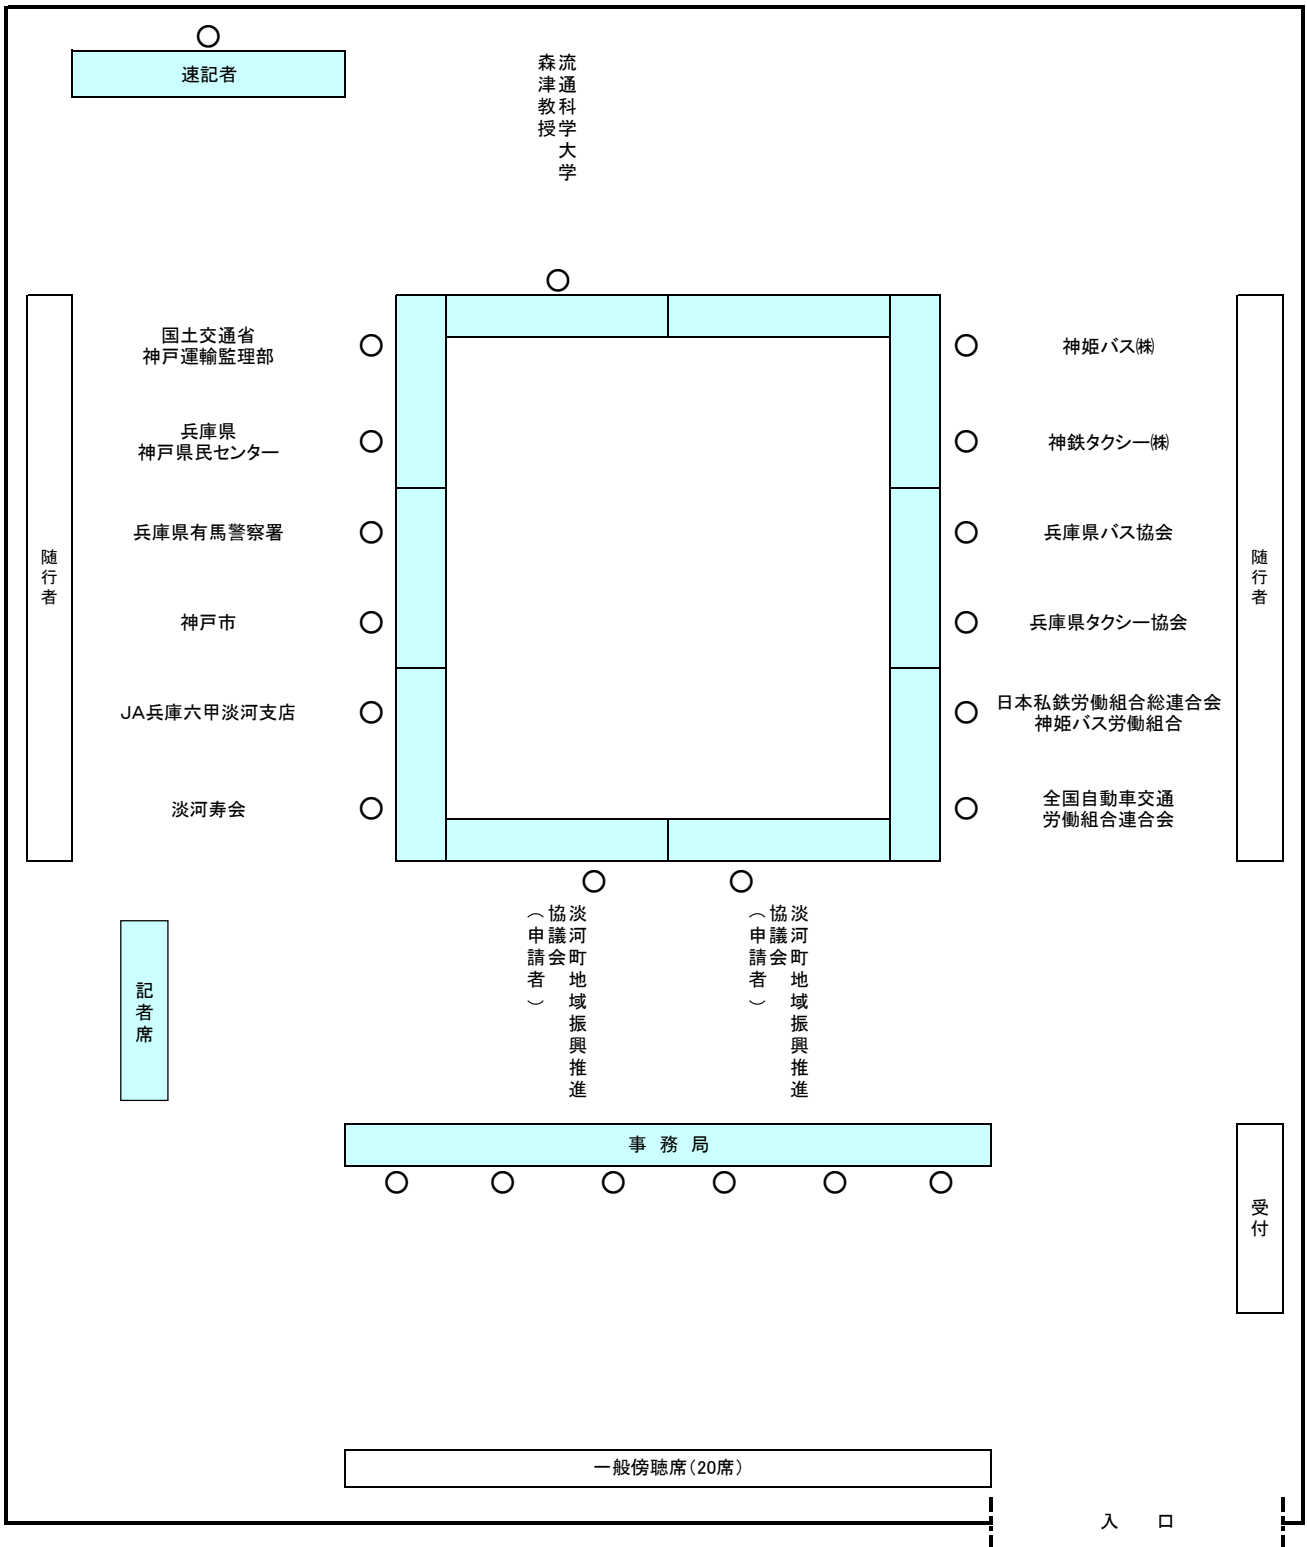 速記者
流通科学大学
森津教授
国土交通省
神戸運輸監理部
神姫バス㈱
兵庫県
神戸県民センター
神鉄タクシー㈱
兵庫県有馬警察署
兵庫県バス協会
随行者
随行者
神戸市
兵庫県タクシー協会
JA兵庫六甲淡河支店
日本私鉄労働組合総連合会
神姫バス労働組合
淡河寿会
全国自動車交通
労働組合連合会
淡河町地域振興推進
協議会
（申請者）
淡河町地域振興推進
協議会
（申請者）
記者席
事 務 局
受付
一般傍聴席（20席）
入 口